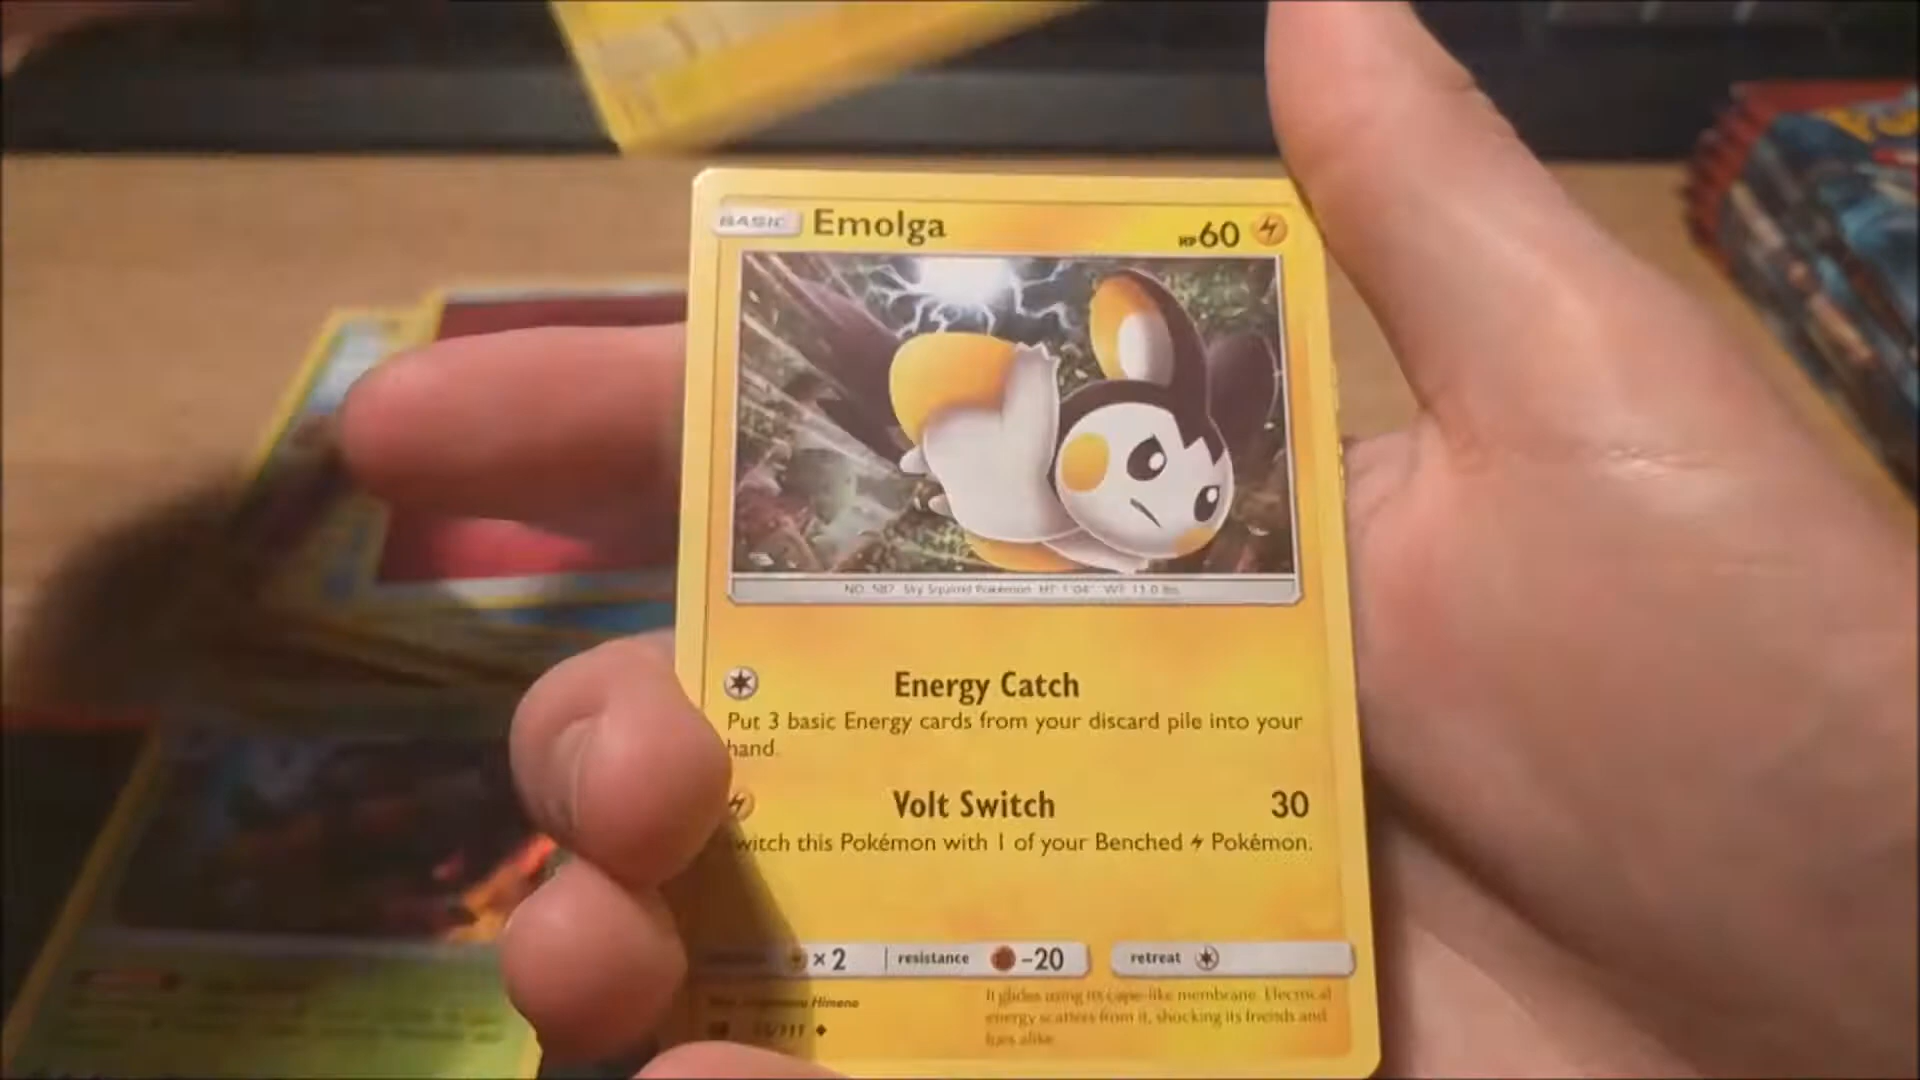 BASIC Emolga HP60
NO. 587 Sky Squirrel Pokémon HT: 1'04" WT: 11.0 lbs.
Energy Catch
Put 3 basic Energy cards from your discard pile into your
hand.
Volt Switch 30
witch this Pokémon with 1 of your Benched Pokémon.
×2 resistance -20 retreat
Himeno
/111
It glides using its cape-like membrane. Electrical
energy scatters from it, shocking its friends and
foes alike.